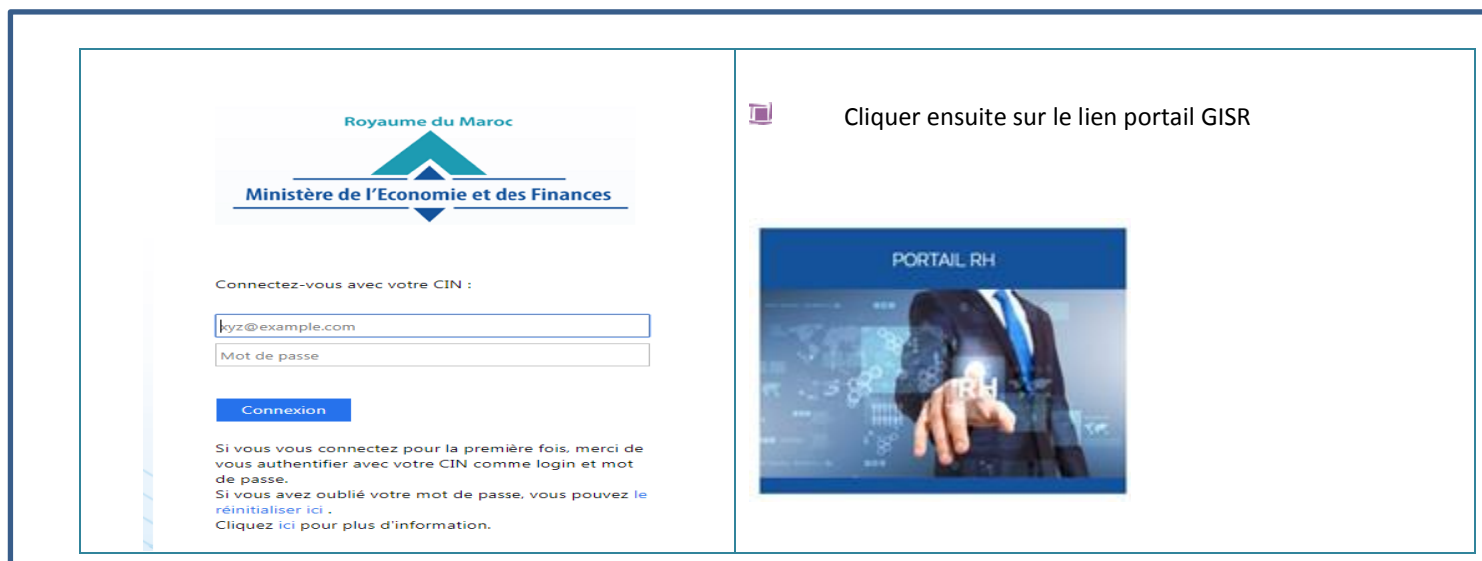 Royaume du Maroc
Ministère de l'Economie et des Finances
Connectez-vous avec votre CIN :
xyz@example.com
Mot de passe
Connexion
Si vous vous connectez pour la première fois, merci de
vous authentifier avec votre CIN comme login et mot
de passe.
Si vous avez oublié votre mot de passe, vous pouvez le
réinitialiser ici .
Cliquez ici pour plus d'information.
Cliquer ensuite sur le lien portail GISR
PORTAIL RH
RH